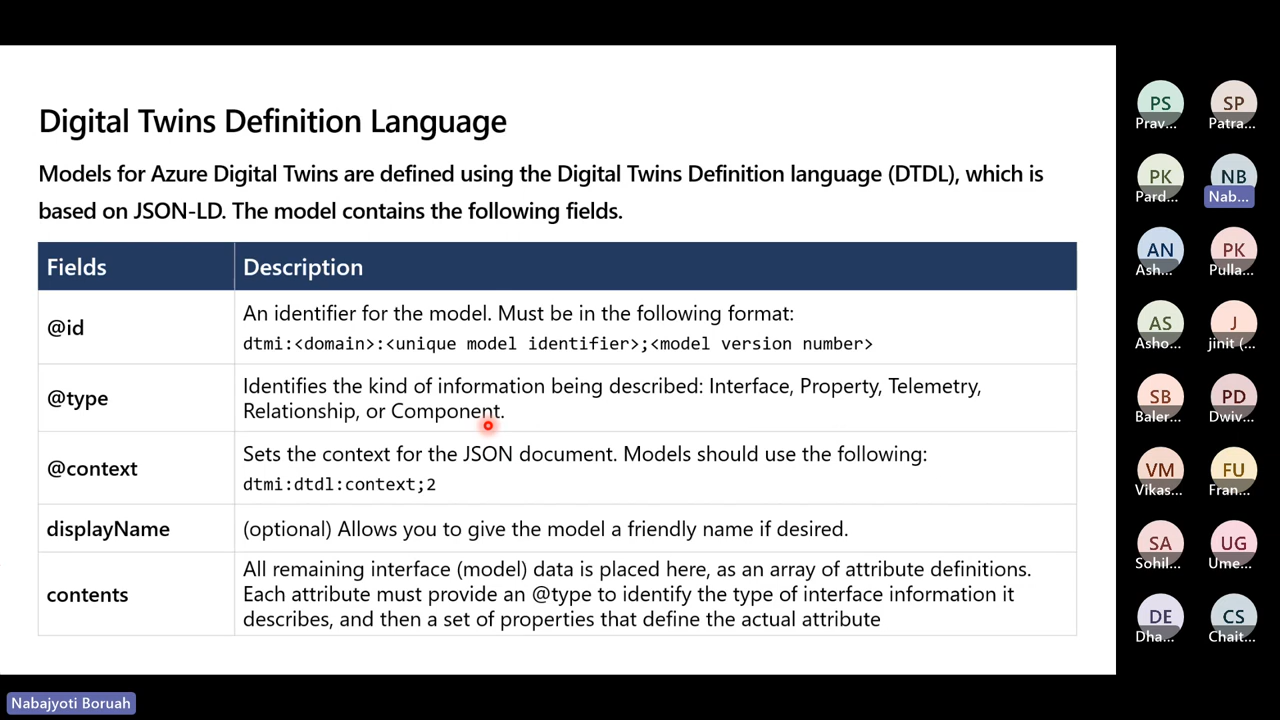 Digital Twins Definition Language
Models for Azure Digital Twins are defined using the Digital Twins Definition language (DTDL), which is
based on JSON-LD. The model contains the following fields.
Fields Description
@id
An identifier for the model. Must be in the following format:
dtmi:<domain>:<unique model identifier>;<model version number>
@type
Identifies the kind of information being described: Interface, Property, Telemetry,
Relationship, or Component.
@context
Sets the context for the JSON document. Models should use the following:
dtmi:dtdl:context;2
displayName
(optional) Allows you to give the model a friendly name if desired.
contents
All remaining interface (model) data is placed here, as an array of attribute definitions.
Each attribute must provide an @type to identify the type of interface information it
describes, and then a set of properties that define the actual attribute
PS SP
Prav... Patra...
PK NB
Pard... Nab...
AN PK
Ash... Pulla...
AS J
Asho... jinit (...
SB PD
Baler... Dwiv...
VM FU
Vikas... Fran...
SA UG
Sohil... Ume...
DE CS
Dha... Chait...
Nabajyoti Boruah